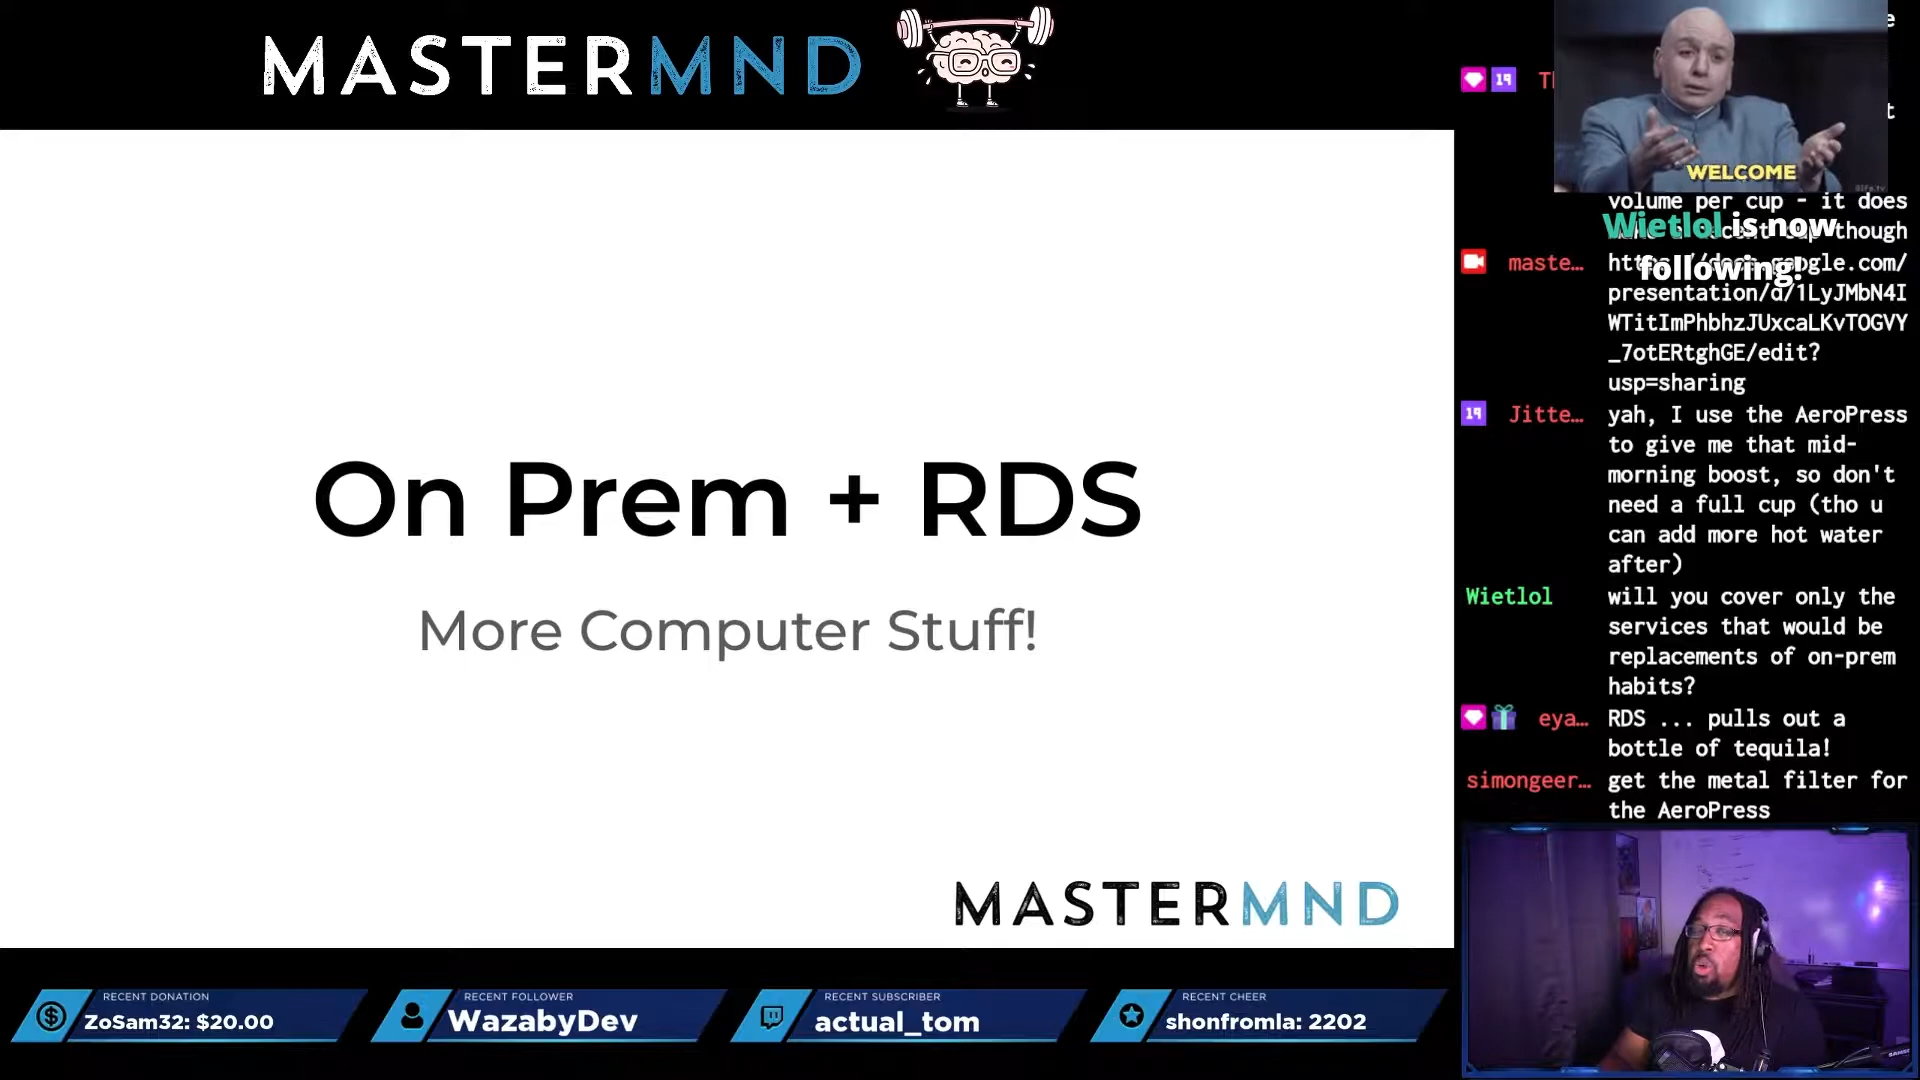 MASTERMND
On Prem + RDS
More Computer Stuff!
MASTERMND
RECENT DONATION
ZoSam32: $20.00
RECENT FOLLOWER
WazabyDev
RECENT SUBSCRIBER
actual_tom
RECENT CHEER
shonfromla: 2202
19
WELCOME
Wietlol is now
following!
volume per cup - it does
though
maste…
presentation/d/1LyJMbN4I
WTitImPhbhzJUxcaLKvTOGVY
_7otERtghGE/edit?
usp=sharing
19 Jitte… yah, I use the AeroPress
to give me that mid-
morning boost, so don't
need a full cup (tho u
can add more hot water
after)
Wietlol will you cover only the
services that would be
replacements of on-prem
habits?
eya… RDS ... pulls out a
bottle of tequila!
simongeer… get the metal filter for
the AeroPress